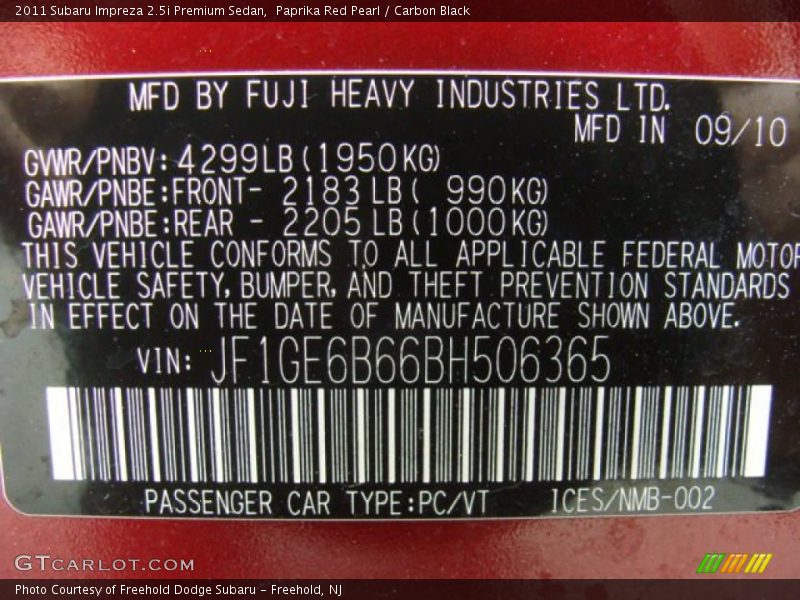 2011 Subaru Impreza 2.5i Premium Sedan,  Paprika Red Pearl / Carbon Black
MFD BY FUJI HEAVY INDUSTRIES LTD.
MFD IN 09/10
GVWR/PNBV: 4299LB (1950KG)
GAWR/PNBE:FRONT- 2183 LB ( 990KG)
GAWR/PNBE:REAR - 2205 LB (1000KG)
THIS VEHICLE CONFORMS TO ALL APPLICABLE FEDERAL MOTOR
VEHICLE SAFETY, BUMPER, AND THEFT PREVENTION STANDARDS
IN EFFECT ON THE DATE OF MANUFACTURE SHOWN ABOVE.
VIN: JF1GE6B66BH506365
PASSENGER CAR TYPE:PC/VT ICES/NMB-002
GTCARLOT.COM
Photo Courtesy of Freehold Dodge Subaru - Freehold, NJ